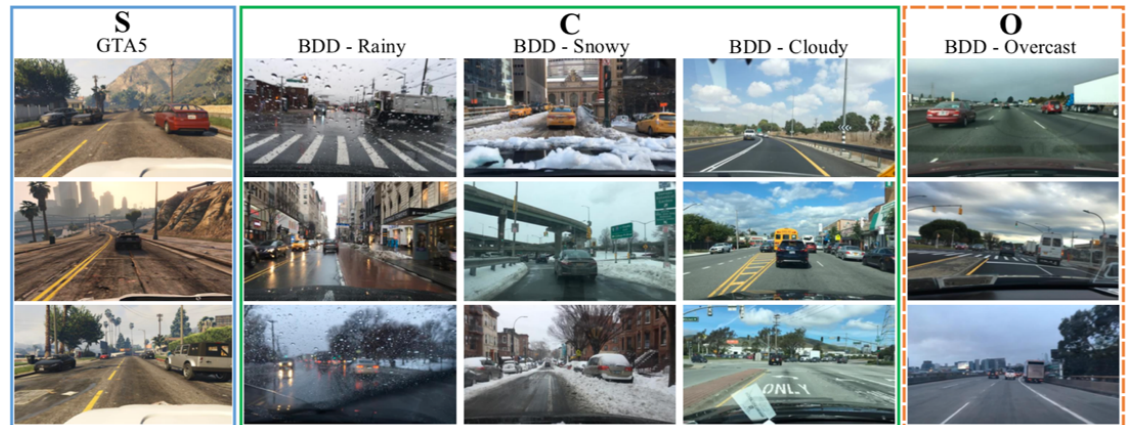 S
GTA5
C
BDD - Rainy
BDD - Snowy
BDD - Cloudy
O
BDD - Overcast
ONLY